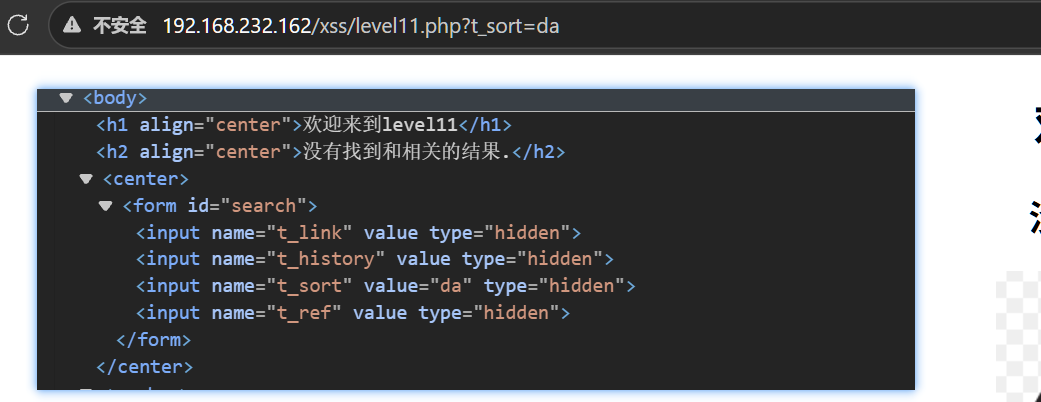 不安全 192.168.232.162/xss/level11.php?t_sort=da
<body>
<h1 align="center">欢迎来到level11</h1>
<h2 align="center">没有找到和相关的结果.</h2>
<center>
<form id="search">
<input name="t_link" value type="hidden">
<input name="t_history" value type="hidden">
<input name="t_sort" value="da" type="hidden">
<input name="t_ref" value type="hidden">
</form>
</center>